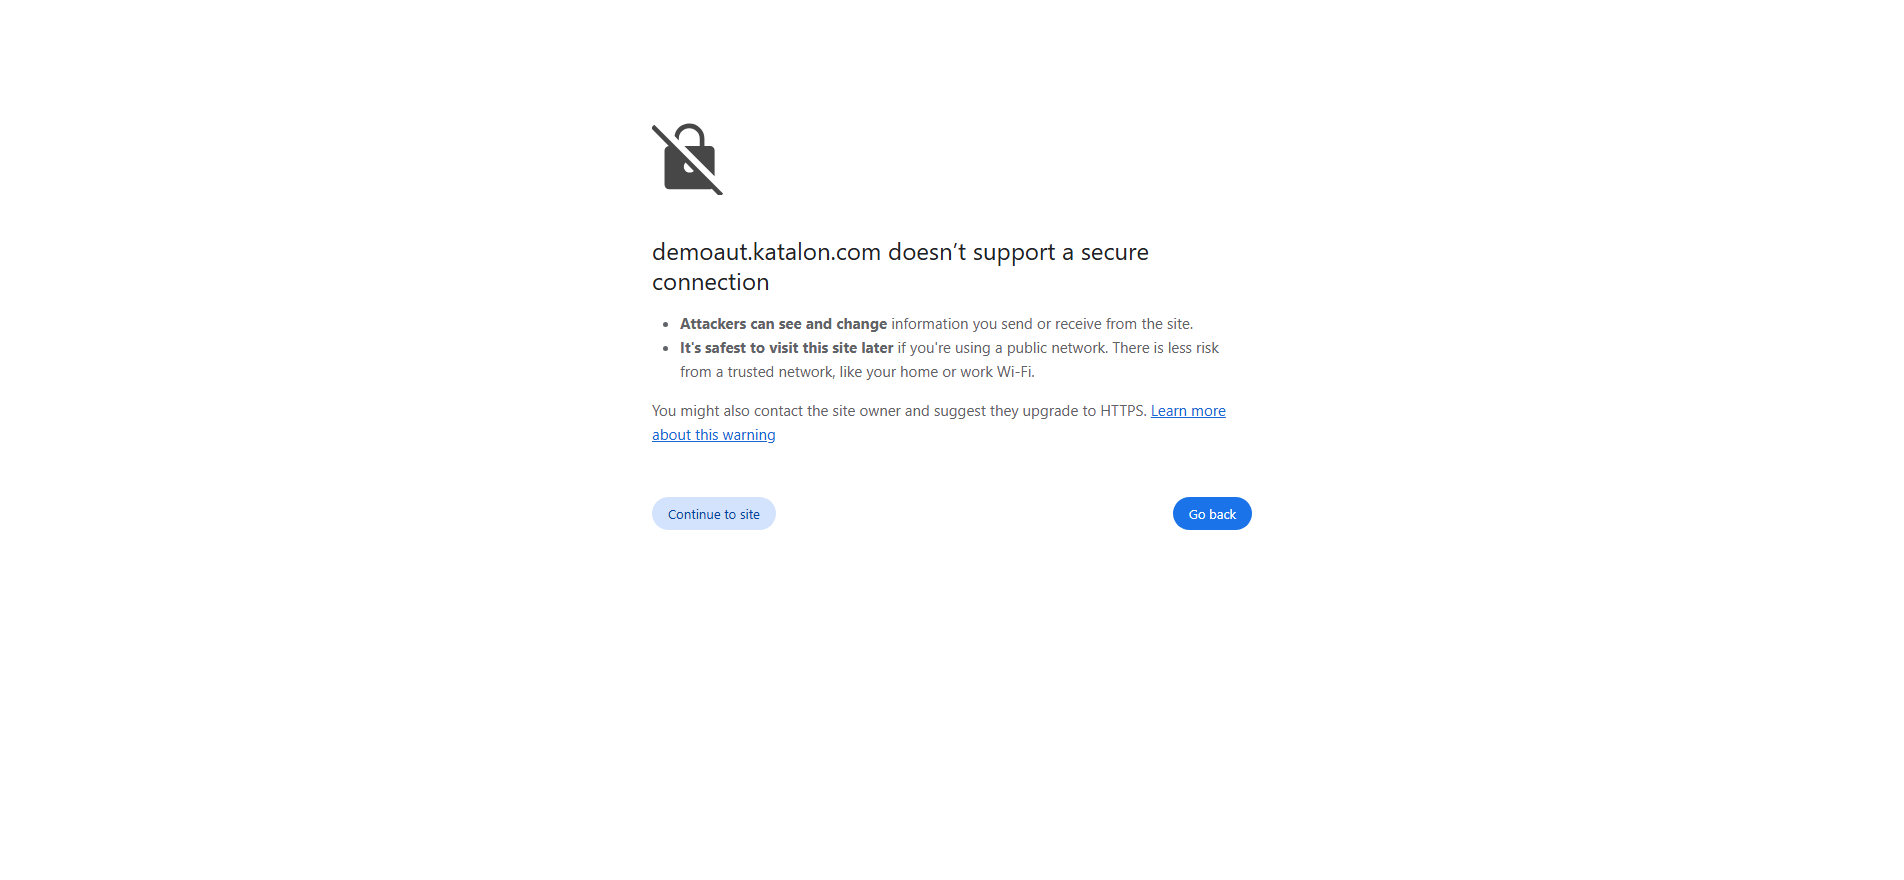 demoaut.katalon.com doesn’t support a secure
connection
Attackers can see and change information you send or receive from the site.
It's safest to visit this site later if you're using a public network. There is less risk
from a trusted network, like your home or work Wi-Fi.
You might also contact the site owner and suggest they upgrade to HTTPS. Learn more
about this warning
Continue to site
Go back